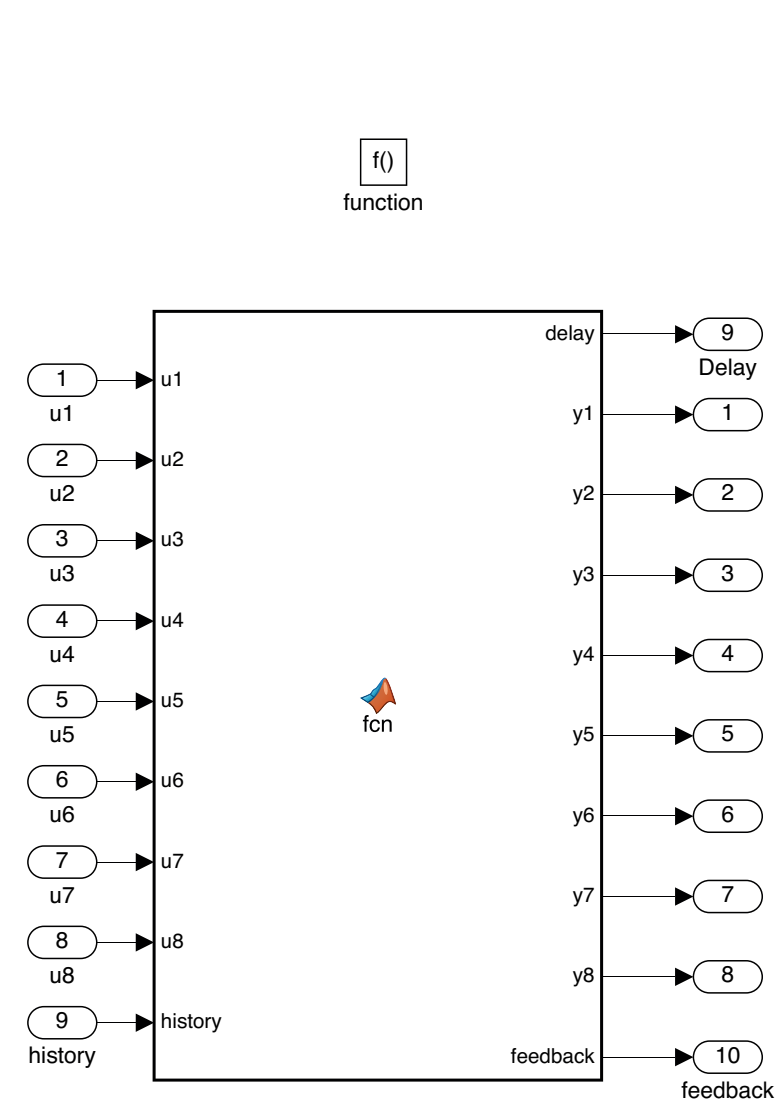 f()
function
delay
9
Delay
1
u1
u1
y1
1
2
u2
u2
y2
2
3
u3
u3
y3
3
4
u4
u4
y4
4
5
u5
u5
fcn
y5
5
6
u6
u6
y6
6
7
u7
u7
y7
7
8
u8
u8
y8
8
9
history
history
feedback
10
feedback